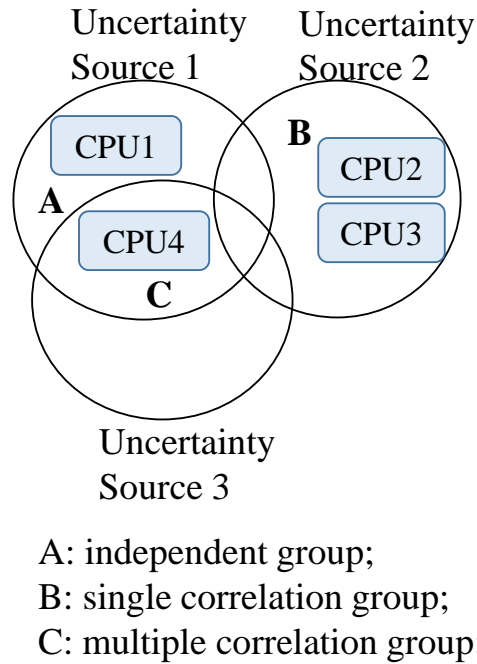 Uncertainty
Source 1
Uncertainty
Source 2
CPU1
B
CPU2
A
CPU3
CPU4
C
Uncertainty
Source 3
A: independent group;
B: single correlation group;
C: multiple correlation group